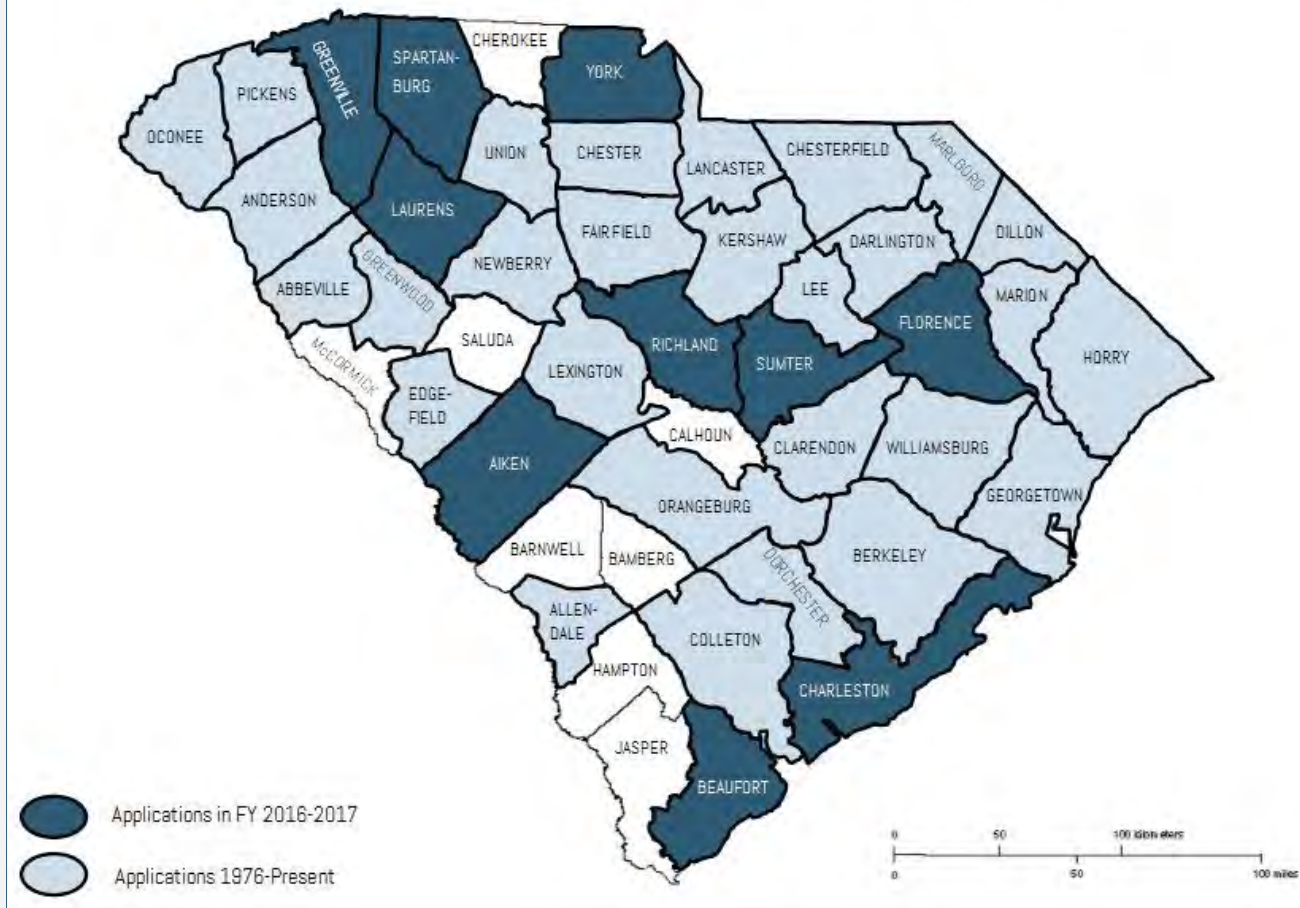 CHEROKEE
GREENVILLE
SPARTAN-
BURG
YORK
PICKENS
OCONEE
UNION
CHESTER
LANCASTER
CHESTERFIELD
MARLBORO
ANDERSON
LAURENS
FAIRFIELD
KERSHAW
DARLINGTON
DILLON
NEWBERRY
GREENWOOD
ABBEVILLE
LEE
MARION
FLORENCE
SALUDA
McCORMICK
RICHLAND
SUMTER
HORRY
LEXINGTON
EDGE-
FIELD
CALHOUN
CLARENDON
WILLIAMSBURG
AIKEN
GEORGETOWN
ORANGEBURG
BARNWELL
BAMBERG
DORCHESTER
BERKELEY
ALLEN-
DALE
COLLETON
HAMPTON
CHARLESTON
JASPER
BEAUFORT
Applications in FY 2016-2017
Applications 1976-Present
0 50 100 kilometers
0 50 100 miles